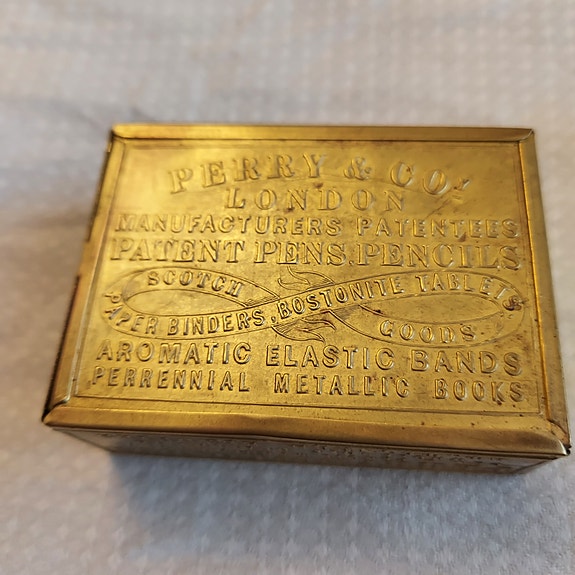 PERRY & Co.
LONDON
MANUFACTURERS PATENTEES
PATENT PENS. PENCILS
SCOTCH
PAPER BINDERS, BOSTONITE TABLETS
GOODS
AROMATIC ELASTIC BANDS
PERRENNIAL METALLIC BOOKS